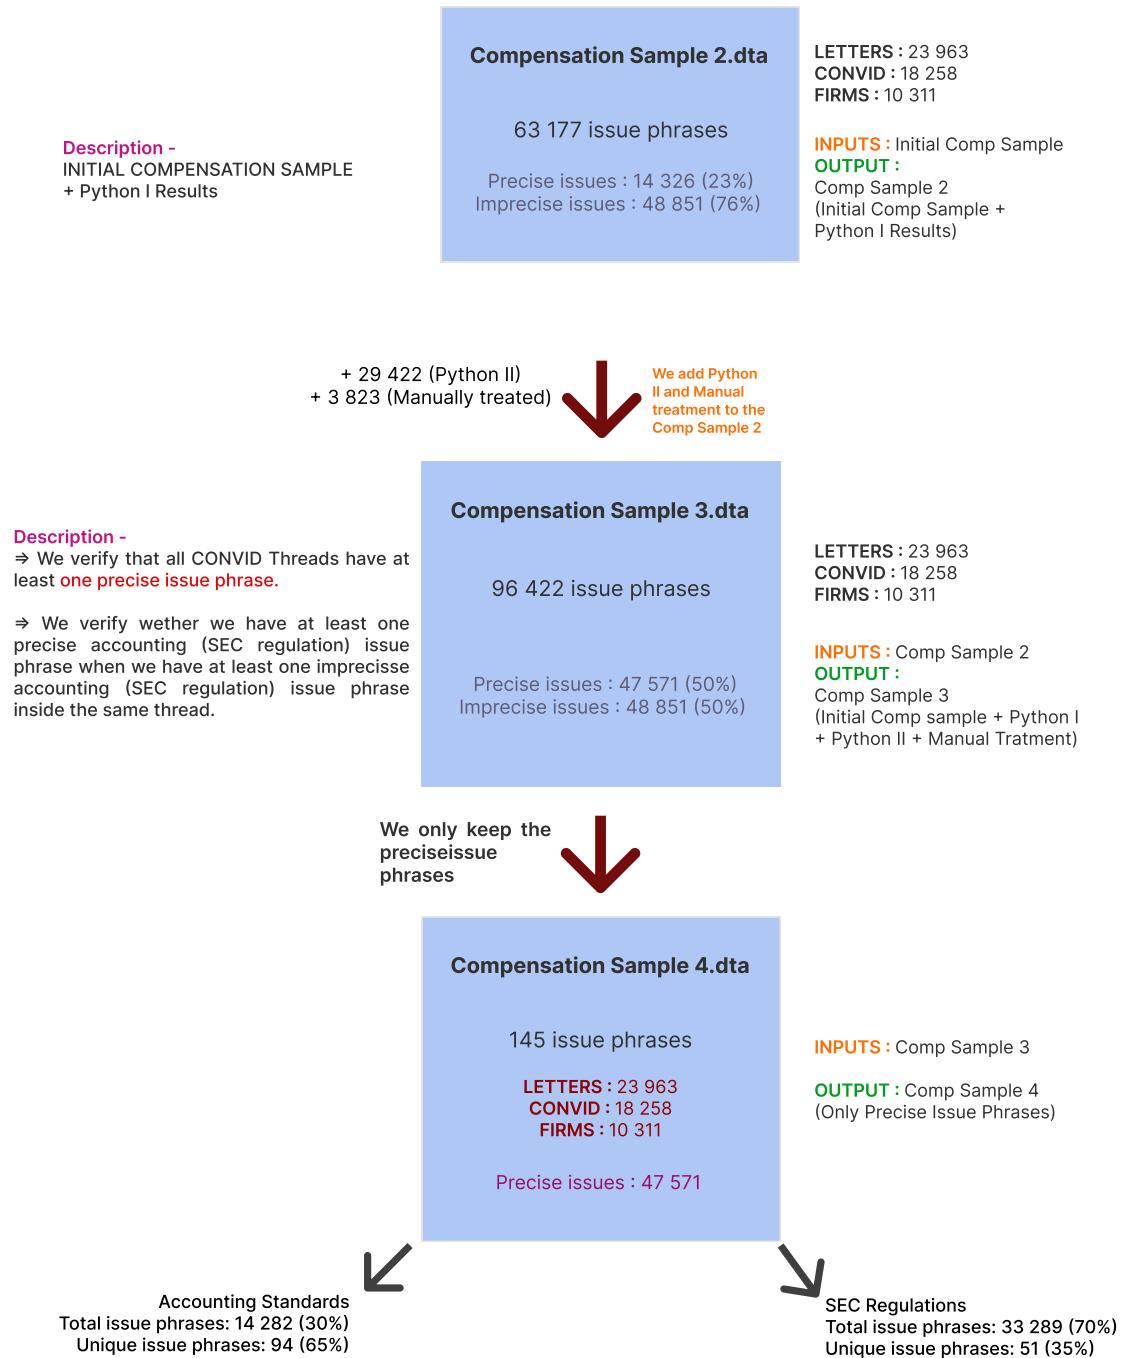 Compensation Sample 2.dta
63 177 issue phrases
Precise issues : 14 326 (23%)
Imprecise issues : 48 851 (76%)
LETTERS : 23 963
CONVID : 18 258
FIRMS : 10 311
INPUTS : Initial Comp Sample
OUTPUT :
Comp Sample 2
(Initial Comp Sample +
Python I Results)
Description -
INITIAL COMPENSATION SAMPLE
+ Python I Results
+ 29 422 (Python II)
+ 3 823 (Manually treated)
We add Python
II and Manual
treatment to the
Comp Sample 2
Compensation Sample 3.dta
96 422 issue phrases
Precise issues : 47 571 (50%)
Imprecise issues : 48 851 (50%)
Description -
⇒ We verify that all CONVID Threads have at
least one precise issue phrase.
⇒ We verify wether we have at least one
precise accounting (SEC regulation) issue
phrase when we have at least one imprecisse
accounting (SEC regulation) issue phrase
inside the same thread.
LETTERS : 23 963
CONVID : 18 258
FIRMS : 10 311
INPUTS : Comp Sample 2
OUTPUT :
Comp Sample 3
(Initial Comp sample + Python I
+ Python II + Manual Tratment)
We only keep the
preciseissue
phrases
Compensation Sample 4.dta
145 issue phrases
LETTERS : 23 963
CONVID : 18 258
FIRMS : 10 311
Precise issues : 47 571
INPUTS : Comp Sample 3
OUTPUT : Comp Sample 4
(Only Precise Issue Phrases)
Accounting Standards
Total issue phrases: 14 282 (30%)
Unique issue phrases: 94 (65%)
SEC Regulations
Total issue phrases: 33 289 (70%)
Unique issue phrases: 51 (35%)